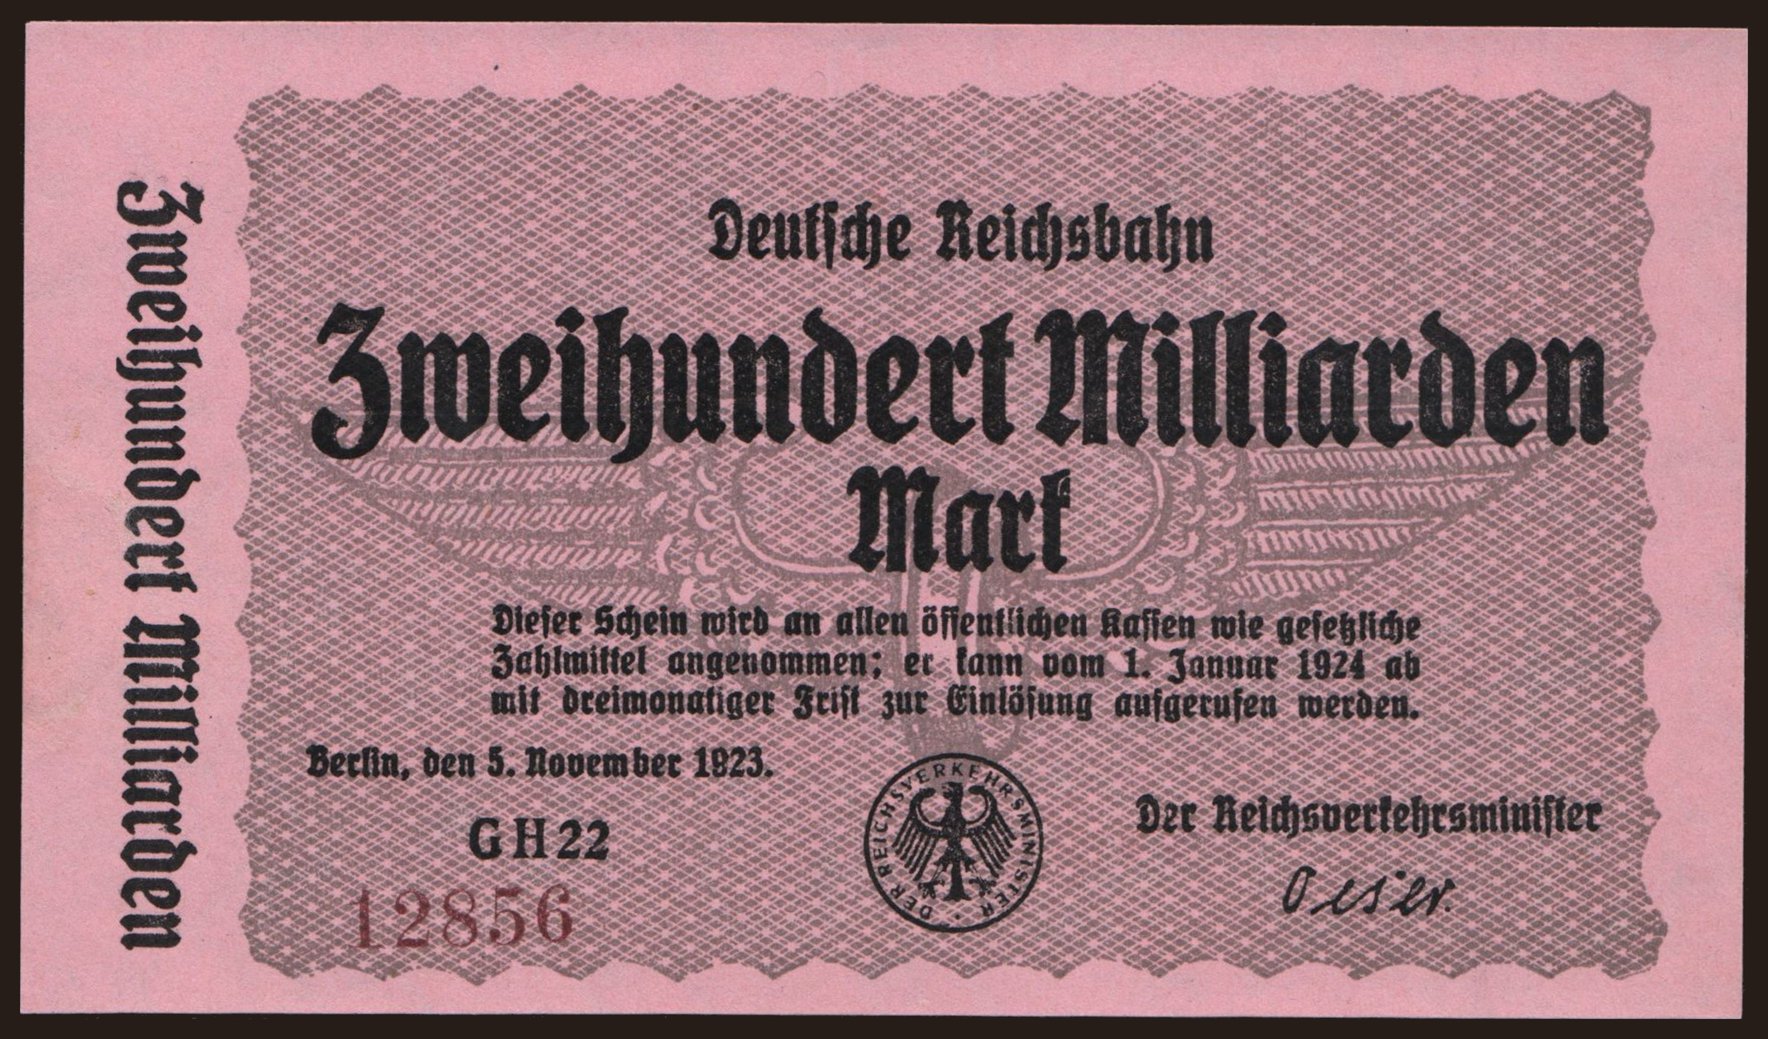 Zweihundert Milliarden
Deutsche Reichsbahn
Zweihundert Milliarden
Mark
Dieser Schein wird an allen öffentlichen Kassen wie gesetzliche
Zahlmittel angenommen; er kann vom 1. Januar 1924 ab
mit dreimonatiger Frist zur Einlösung aufgerufen werden.
Berlin, den 5. November 1923.
GH22
12856
DER REICHSVERKEHRSMINISTER
Der Reichsverkehrsminister
Oeser.